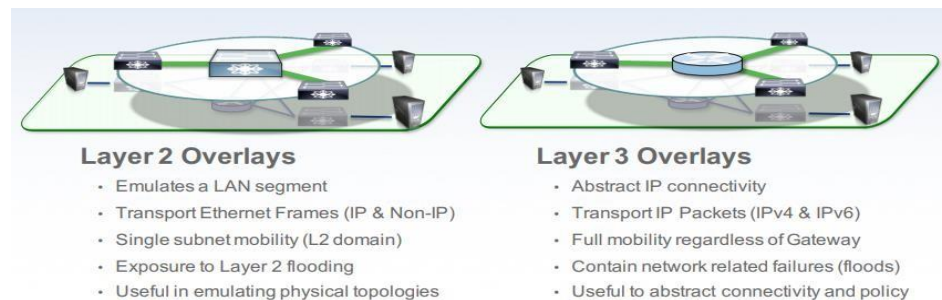 Layer 2 Overlays
• Emulates a LAN segment
• Transport Ethernet Frames (IP & Non-IP)
• Single subnet mobility (L2 domain)
• Exposure to Layer 2 flooding
• Useful in emulating physical topologies
Layer 3 Overlays
• Abstract IP connectivity
• Transport IP Packets (IPv4 & IPv6)
• Full mobility regardless of Gateway
• Contain network related failures (floods)
• Useful to abstract connectivity and policy